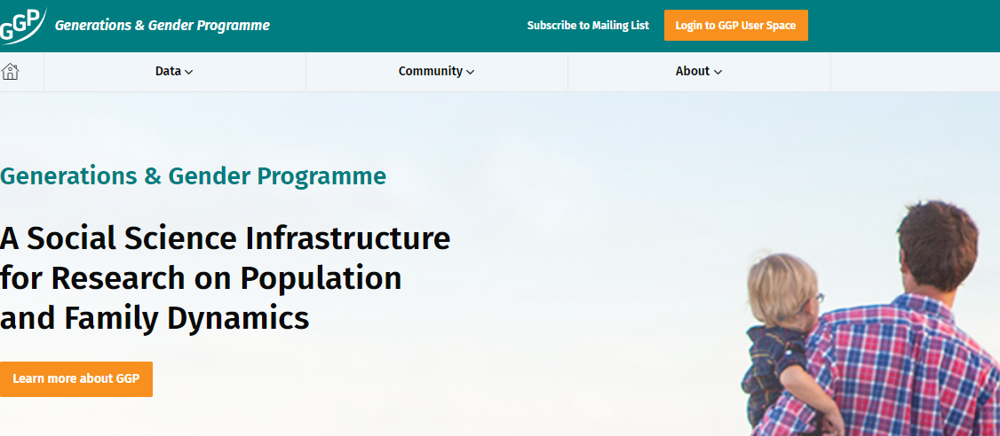 GGP
Generations & Gender Programme
Subscribe to Mailing List
Login to GGP User Space
Data
Community
About
Generations & Gender Programme
A Social Science Infrastructure
for Research on Population
and Family Dynamics
Learn more about GGP